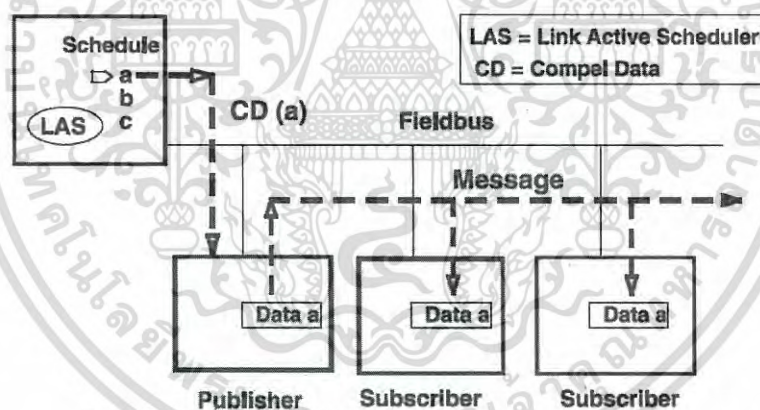 Schedule
a
b
c
LAS
LAS = Link Active Scheduler
CD = Compel Data
CD (a)
Fieldbus
Message
Data a
Data a
Data a
Publisher
Subscriber
Subscriber